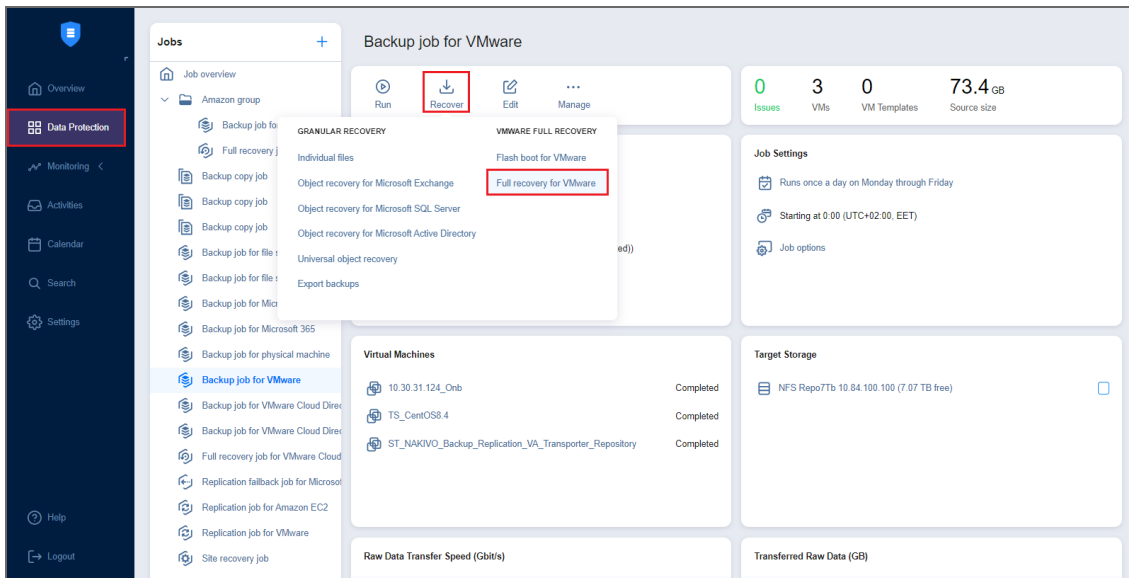 Overview
Data Protection
Monitoring
Activities
Calendar
Search
Settings
Help
Logout
Jobs
Job overview
Amazon group
Backup job fo
Full recovery j
Backup copy job
Backup copy job
Backup copy job
Backup job for file s
Backup job for file s
Backup job for Micr
Backup job for Microsoft 365
Backup job for physical machine
Backup job for VMware
Backup job for VMware Cloud Direc
Backup job for VMware Cloud Direc
Full recovery job for VMware Cloud
Replication failback job for Microsof
Replication job for Amazon EC2
Replication job for VMware
Site recovery job
Backup job for VMware
Run
Recover
Edit
Manage
GRANULAR RECOVERY
Individual files
Object recovery for Microsoft Exchange
Object recovery for Microsoft SQL Server
Object recovery for Microsoft Active Directory
Universal object recovery
Export backups
VMWARE FULL RECOVERY
Flash boot for VMware
Full recovery for VMware
ed))
0 Issues
3 VMs
0 VM Templates
73.4 GB Source size
Job Settings
Runs once a day on Monday through Friday
Starting at 0:00 (UTC+02:00, EET)
Job options
Virtual Machines
10.30.31.124_Onb Completed
TS_CentOS8.4 Completed
ST_NAKIVO_Backup_Replication_VA_Transporter_Repository Completed
Target Storage
NFS Repo7Tb 10.84.100.100 (7.07 TB free)
Raw Data Transfer Speed (Gbit/s)
Transferred Raw Data (GB)